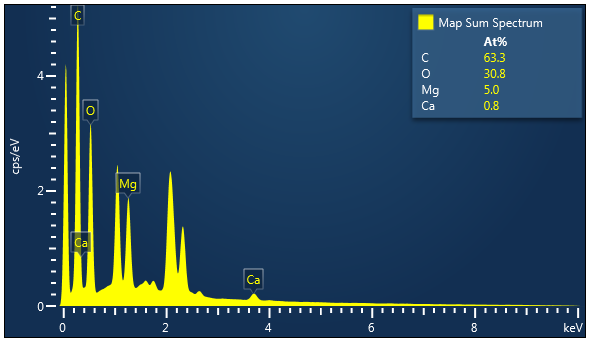 C
Map Sum Spectrum
At%
C 63.3
O 30.8
Mg 5.0
Ca 0.8
4
O
cps/eV
2
Mg
Ca
Ca
0
0 2 4 6 8 keV